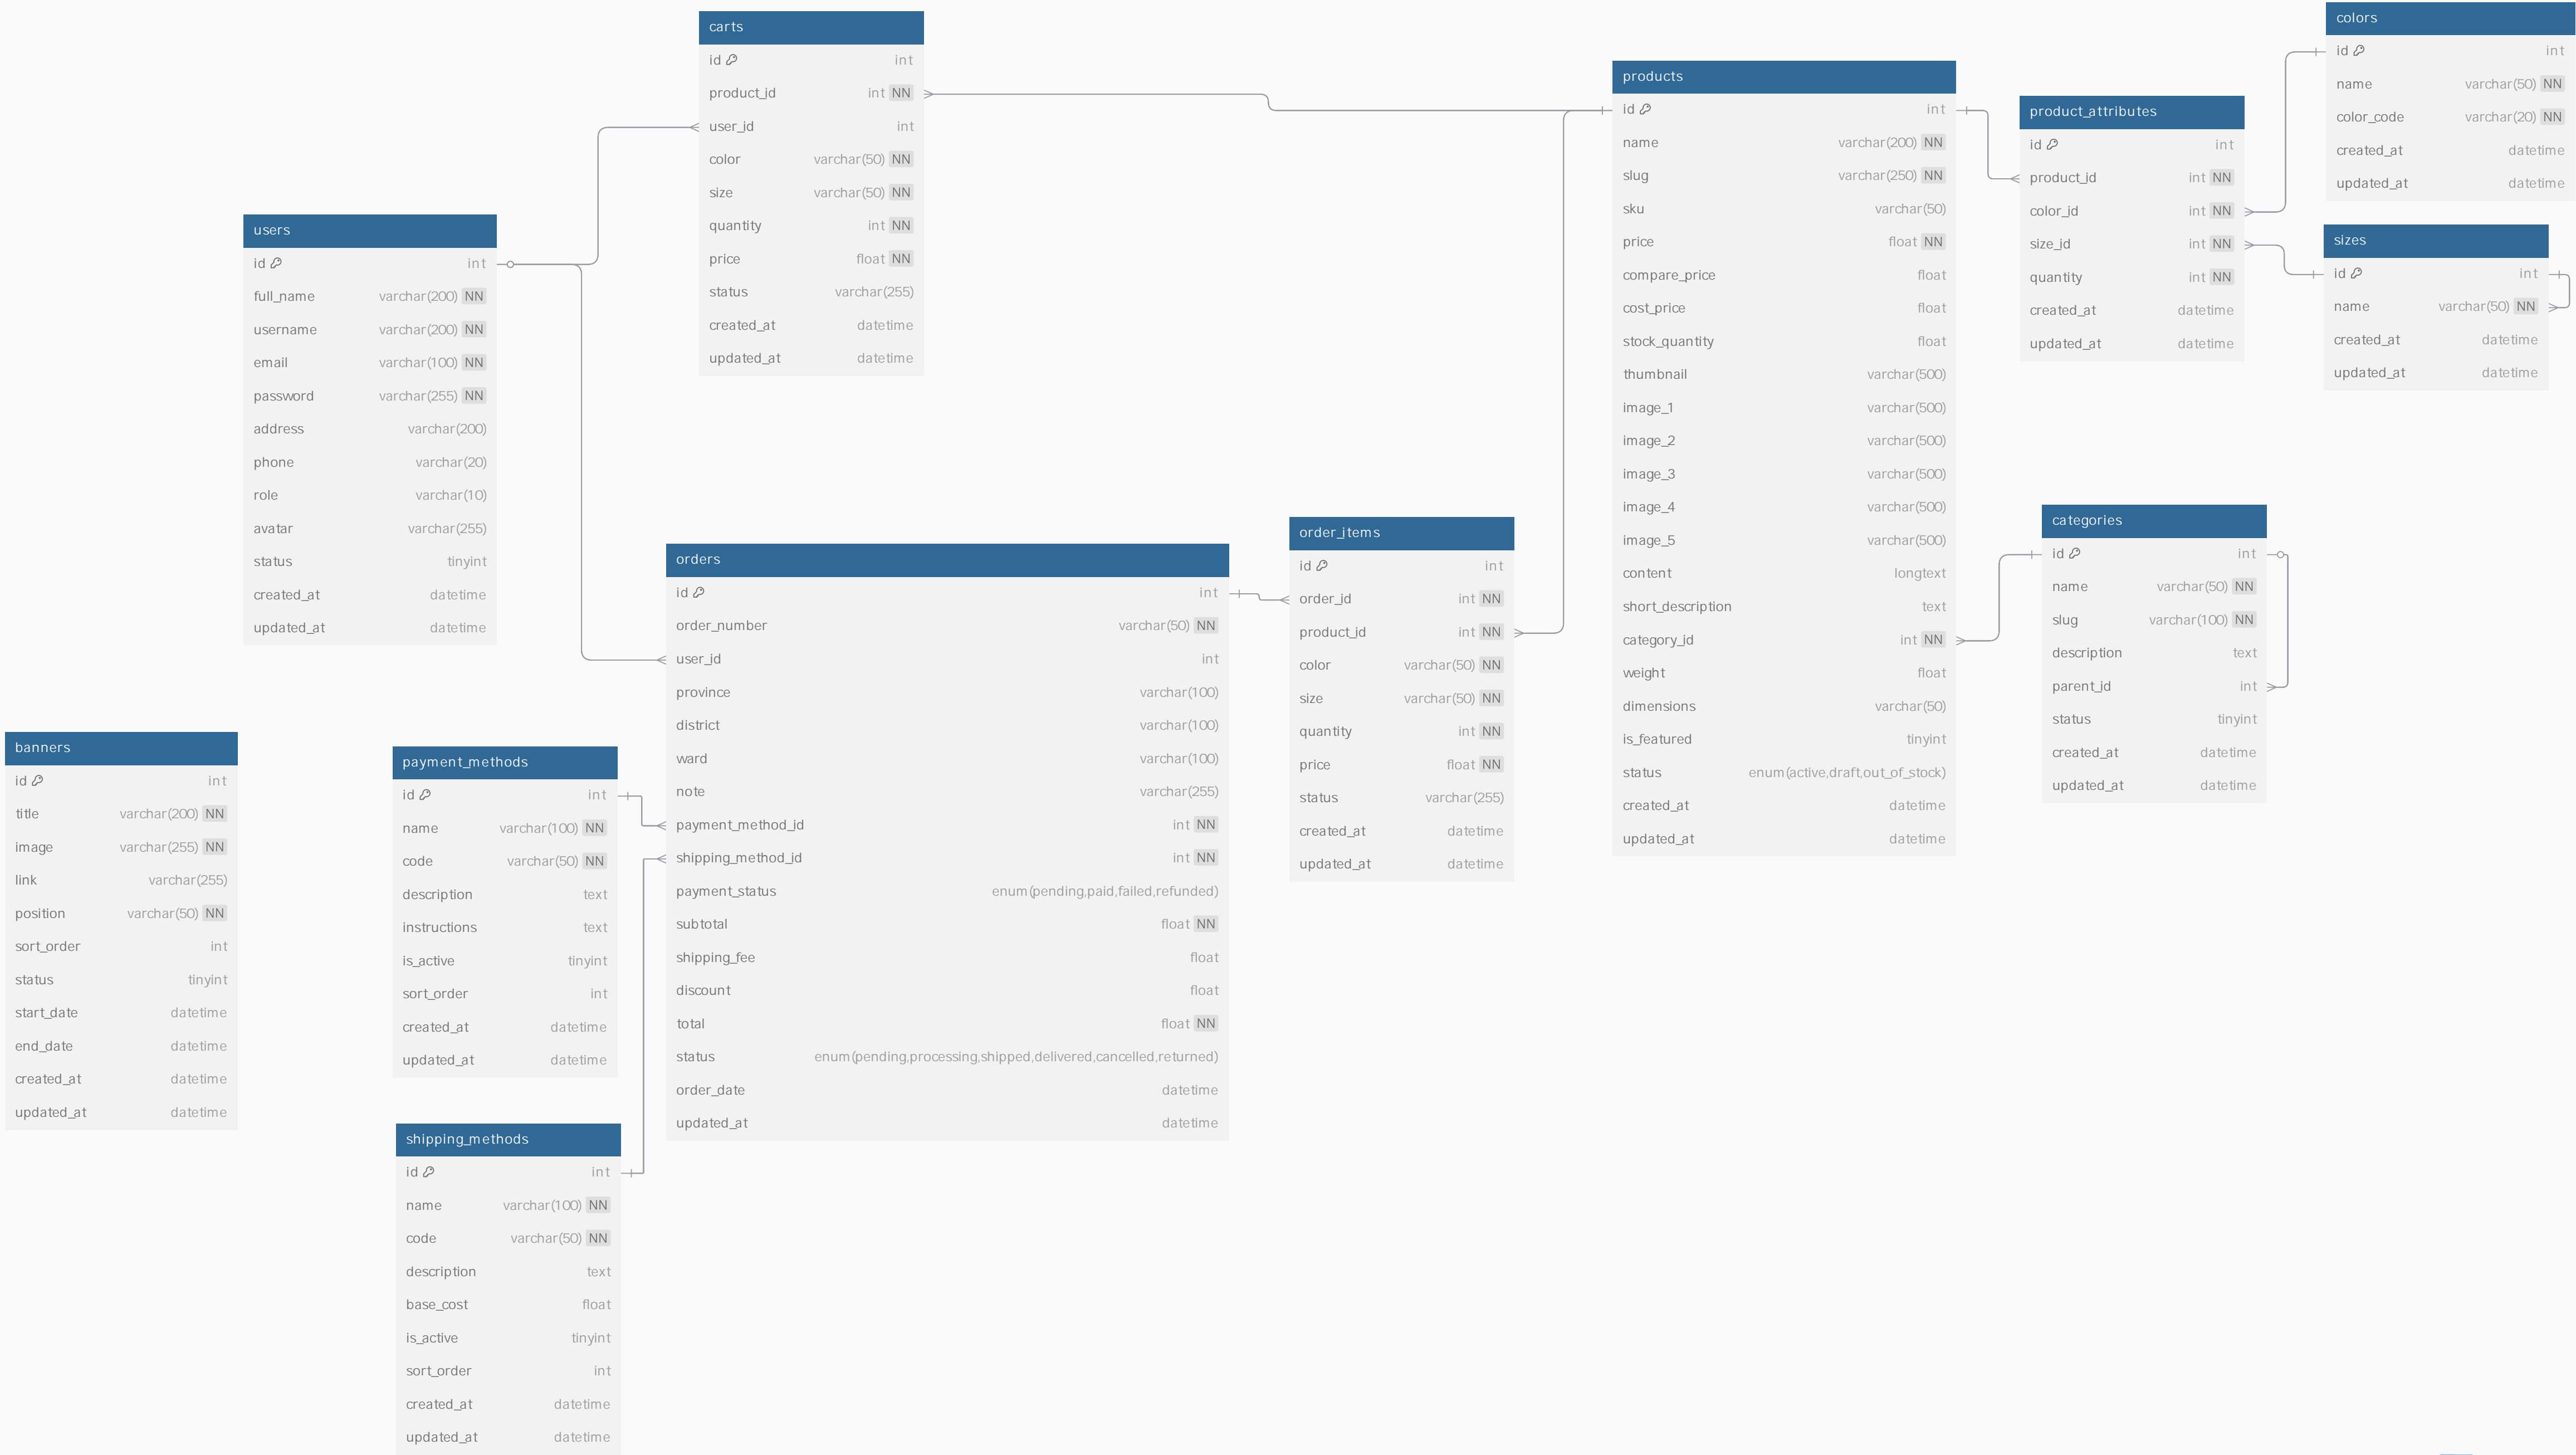 carts
id int
product_id int NN
user_id int
color varchar(50) NN
size varchar(50) NN
quantity int NN
price float NN
status varchar(255)
created_at datetime
updated_at datetime
colors
id int
name varchar(50) NN
color_code varchar(20) NN
created_at datetime
updated_at datetime
products
id int
name varchar(200) NN
slug varchar(250) NN
sku varchar(50)
price float NN
compare_price float
cost_price float
stock_quantity float
thumbnail varchar(500)
image_1 varchar(500)
image_2 varchar(500)
image_3 varchar(500)
image_4 varchar(500)
image_5 varchar(500)
content longtext
short_description text
category_id int NN
weight float
dimensions varchar(50)
is_featured tinyint
status enum(active,draft,out_of_stock)
created_at datetime
updated_at datetime
product_attributes
id int
product_id int NN
color_id int NN
size_id int NN
quantity int NN
created_at datetime
updated_at datetime
sizes
id int
name varchar(50) NN
created_at datetime
updated_at datetime
users
id int
full_name varchar(200) NN
username varchar(200) NN
email varchar(100) NN
password varchar(255) NN
address varchar(200)
phone varchar(20)
role varchar(10)
avatar varchar(255)
status tinyint
created_at datetime
updated_at datetime
categories
id int
name varchar(50) NN
slug varchar(100) NN
description text
parent_id int
status tinyint
created_at datetime
updated_at datetime
order_items
id int
order_id int NN
product_id int NN
color varchar(50) NN
size varchar(50) NN
quantity int NN
price float NN
status varchar(255)
created_at datetime
updated_at datetime
orders
id int
order_number varchar(50) NN
user_id int
province varchar(100)
district varchar(100)
ward varchar(100)
note varchar(255)
payment_method_id int NN
shipping_method_id int NN
payment_status enum(pending,paid,failed,refunded)
subtotal float NN
shipping_fee float
discount float
total float NN
status enum(pending,processing,shipped,delivered,cancelled,returned)
order_date datetime
updated_at datetime
banners
id int
title varchar(200) NN
image varchar(255) NN
link varchar(255)
position varchar(50) NN
sort_order int
status tinyint
start_date datetime
end_date datetime
created_at datetime
updated_at datetime
payment_methods
id int
name varchar(100) NN
code varchar(50) NN
description text
instructions text
is_active tinyint
sort_order int
created_at datetime
updated_at datetime
shipping_methods
id int
name varchar(100) NN
code varchar(50) NN
description text
base_cost float
is_active tinyint
sort_order int
created_at datetime
updated_at datetime